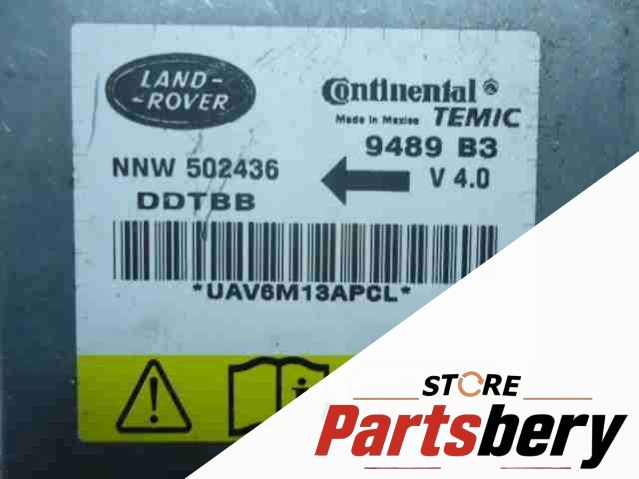 LAND-
-ROVER
Continental
Made in Mexico TEMIC
9489 B3
NNW 502436
V 4.0
DDTBB
*UAV6M13APCL*
STORE
Partsbery